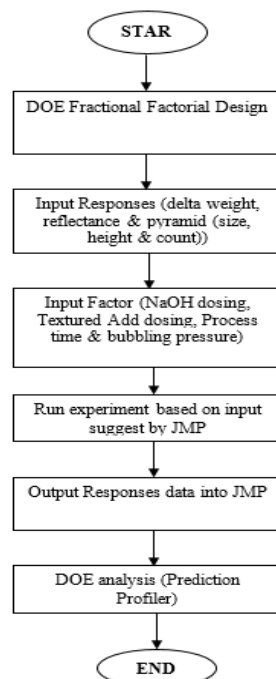 STAR
DOE Fractional Factorial Design
Input Responses (delta weight,
reflectance & pyramid (size,
height & count))
Input Factor (NaOH dosing,
Textured Add dosing, Process
time & bubbling pressure)
Run experiment based on input
suggest by JMP
Output Responses data into JMP
DOE analysis (Prediction
Profiler)
END